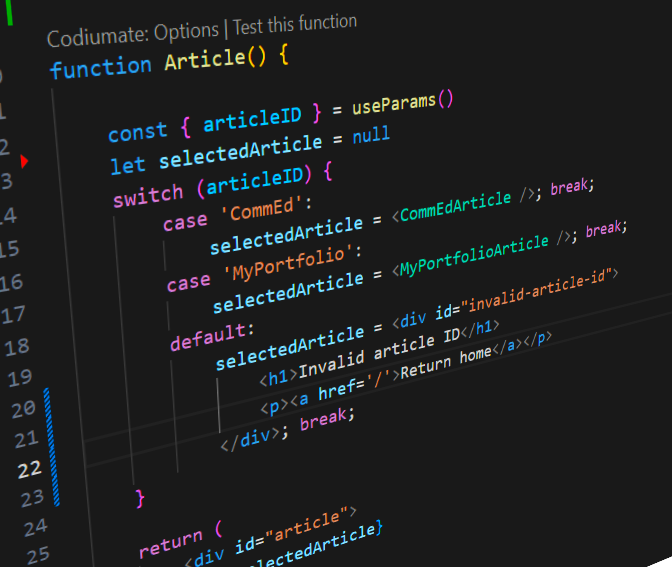 Codiumate: Options | Test this function
function Article() {
const { articleID } = useParams()
let selectedArticle = null
switch (articleID) {
case 'CommEd':
selectedArticle = <CommEdArticle />; break;
case 'MyPortfolio':
selectedArticle = <MyPortfolioArticle />; break;
default:
selectedArticle = <div id="invalid-article-id">
<h1>Invalid article ID</h1>
<p><a href='/'>Return home</a></p>
</div>; break;
}
return (
<div id="article">
electedArticle}
0
1
2
3
14
15
16
17
18
19
20
21
22
23
24
25